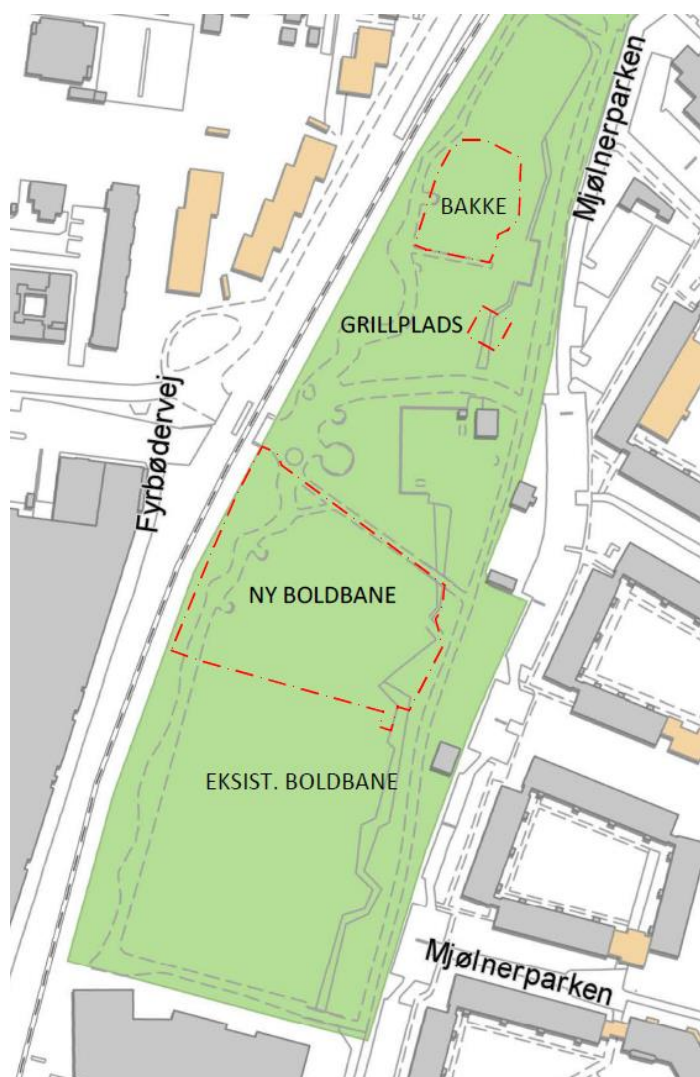 Mjølnerparken
BAKKE
GRILLPLADS
Fyrbødervej
NY BOLDBANE
EKSIST. BOLDBANE
Mjølnerparken